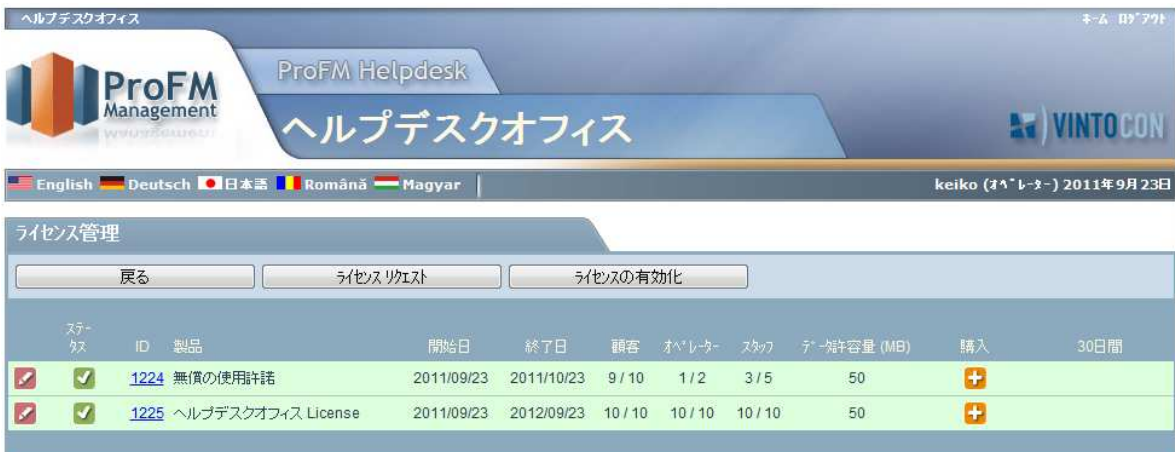 ヘルプデスクオフィス
ホーム ログアウト
ProFM Helpdesk
ProFM
Management
ヘルプデスクオフィス
VINTOCON
English Deutsch 日本語 Română Magyar
keiko (オペレーター) 2011年9月23日
ライセンス管理
戻る ライセンス リクエスト ライセンスの有効化
ステータス ID 製品 開始日 終了日 顧客 オペレーター スタッフ データ許容量 (MB) 購入 30日間
1224 無償の使用許諾 2011/09/23 2011/10/23 9 / 10 1 / 2 3 / 5 50
1225 ヘルプデスクオフィス License 2011/09/23 2012/09/23 10 / 10 10 / 10 10 / 10 50